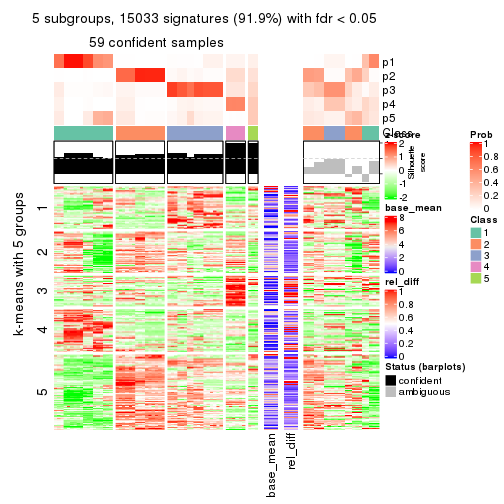 5 subgroups, 15033 signatures (91.9%) with fdr < 0.05
59 confident samples
p1
p2
p3
p4
p5
Class
1
2
3
4
5
k-means with 5 groups
base_mean
rel_diff
Silhouette
score
z-score
2
1
0
-1
-2
base_mean
8
6
4
2
0
rel_diff
1
0.8
0.6
0.4
0.2
0
Status (barplots)
confident
ambiguous
Prob
1
0.8
0.6
0.4
0.2
0
Class
1
2
3
4
5